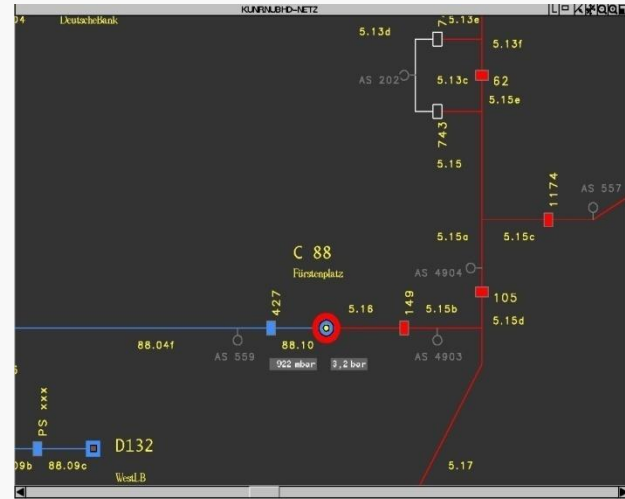 KUNRNUBHD-NETZ
04
DeutscheBank
5.13d
7
5.13e
5.13f
AS 202
5.13c
62
5.15e
743
5.15
1174
AS 557
5.15a
5.15c
C 88
Fürstenplatz
AS 4904
427
5.16
149
5.15b
105
5.15d
88.04f
AS 559
88.10
AS 4903
922 mbar
3,2 bar
PS xxx
D132
09b
88.09c
WestLB
5.17